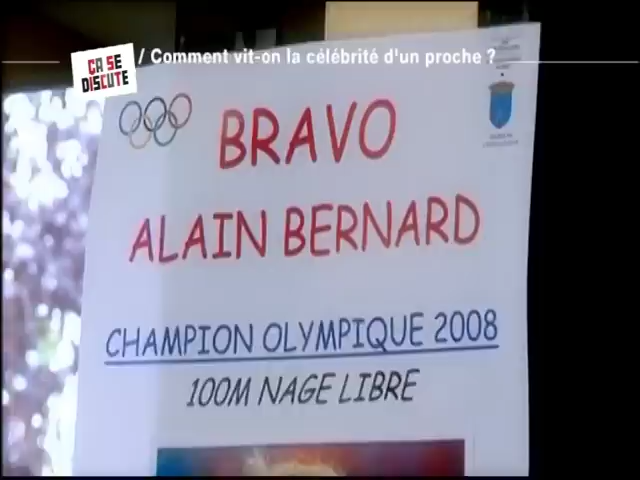 ÇA SE
DISCUTE
/ Comment vit-on la célébrité d'un proche ?
BRAVO
ALAIN BERNARD
CHAMPION OLYMPIQUE 2008
100M NAGE LIBRE